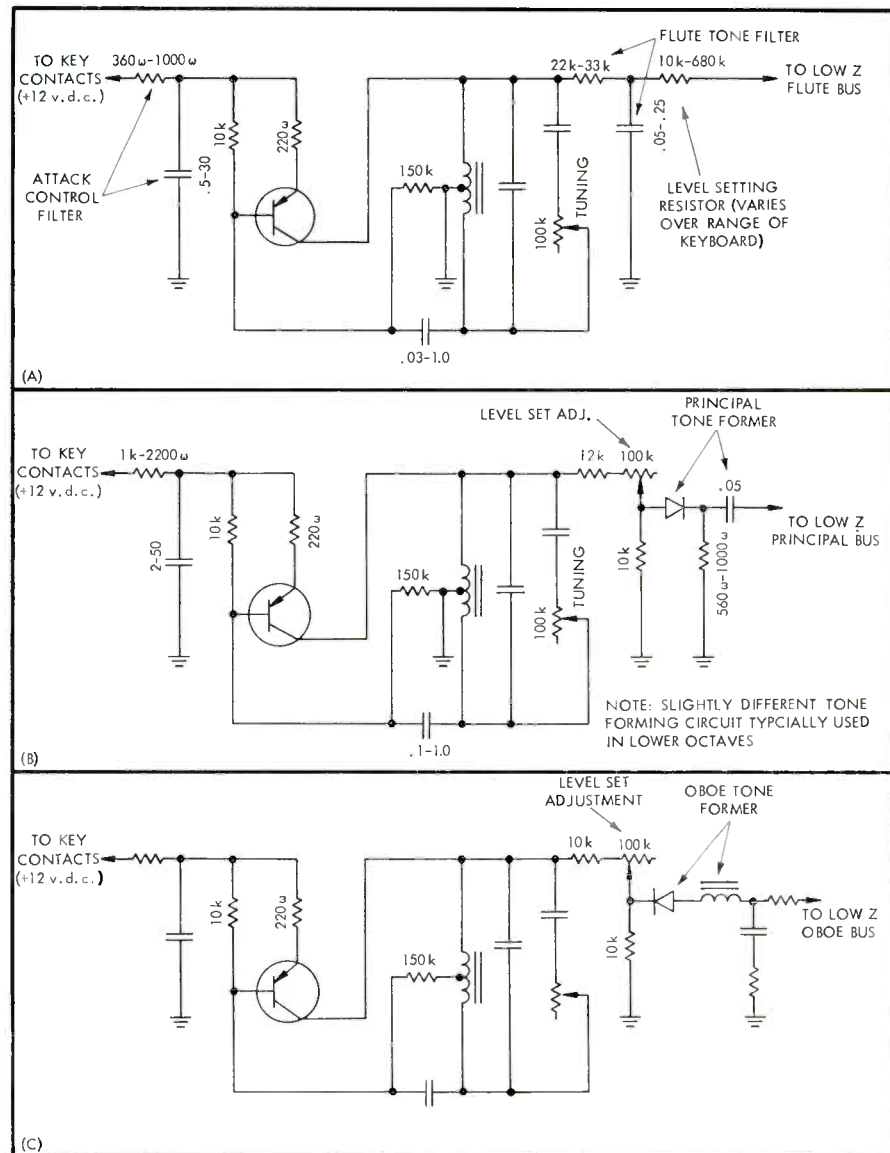 FLUTE TONE FILTER
TO KEY
CONTACTS
(+12 v.d.c.)
360ω-1000ω
22k-33k
10k-680k
TO LOW Z
FLUTE BUS
10k
220ω
.05-.25
ATTACK
CONTROL
FILTER
.5-30
150k
TUNING
100k
LEVEL SETTING
RESISTOR (VARIES
OVER RANGE OF
KEYBOARD)
.03-1.0
(A)
LEVEL SET ADJ.
PRINCIPAL
TONE FORMER
TO KEY
CONTACTS
(+12 v.d.c.)
1k-2200ω
12k
100k
.05
TO LOW Z
PRINCIPAL BUS
10k
220ω
2-50
150k
TUNING
100k
10k
560ω-1000ω
NOTE: SLIGHTLY DIFFERENT TONE
FORMING CIRCUIT TYPCIALLY USED
IN LOWER OCTAVES
.1-1.0
(B)
LEVEL SET
ADJUSTMENT
OBOE TONE
FORMER
TO KEY
CONTACTS
(+12 v.d.c.)
10k
100k
TO LOW Z
OBOE BUS
10k
220ω
10k
150k
(C)